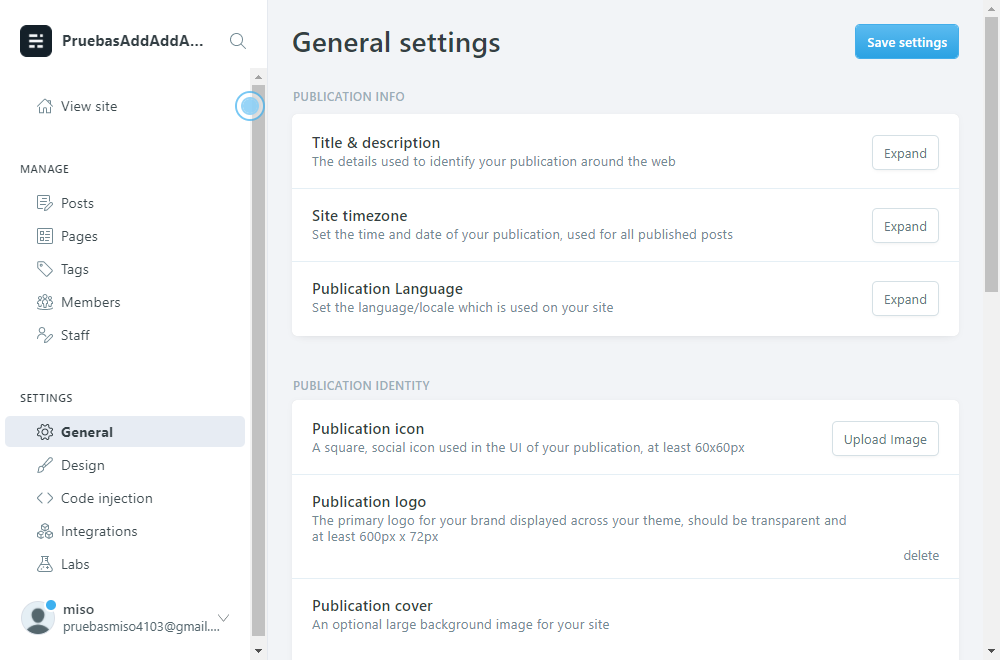 PruebasAddAddA...
View site
MANAGE
Posts
Pages
Tags
Members
Staff
SETTINGS
General
Design
Code injection
Integrations
Labs
miso
pruebasmiso4103@gmail....
General settings
Save settings
PUBLICATION INFO
Title & description
The details used to identify your publication around the web
Expand
Site timezone
Set the time and date of your publication, used for all published posts
Expand
Publication Language
Set the language/locale which is used on your site
Expand
PUBLICATION IDENTITY
Publication icon
A square, social icon used in the UI of your publication, at least 60x60px
Upload Image
Publication logo
The primary logo for your brand displayed across your theme, should be transparent and
at least 600px x 72px
delete
Publication cover
An optional large background image for your site